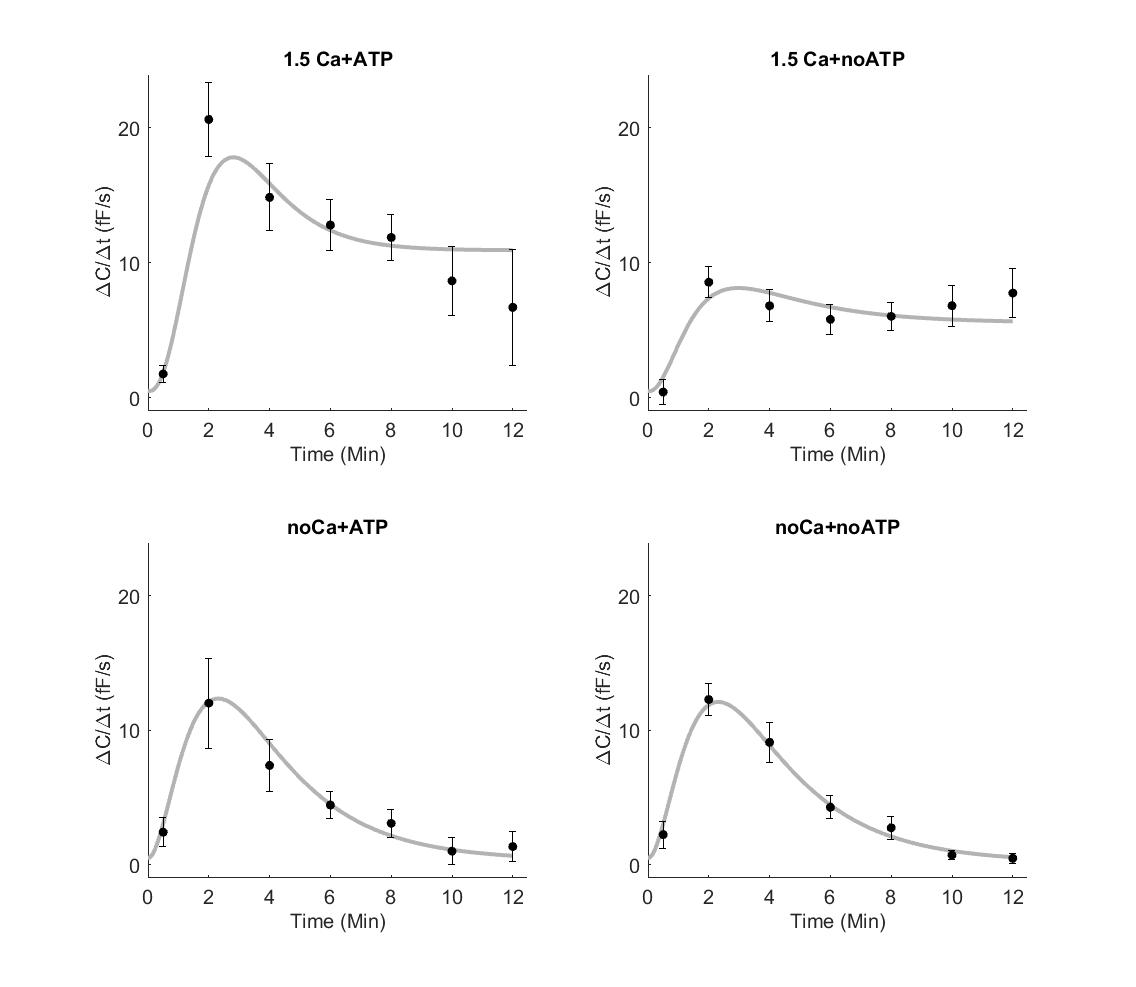 1.5 Ca+ATP
20
10
0
ΔC/Δt (fF/s)
0 2 4 6 8 10 12
Time (Min)
1.5 Ca+noATP
20
10
0
ΔC/Δt (fF/s)
0 2 4 6 8 10 12
Time (Min)
noCa+ATP
20
10
0
ΔC/Δt (fF/s)
0 2 4 6 8 10 12
Time (Min)
noCa+noATP
20
10
0
ΔC/Δt (fF/s)
0 2 4 6 8 10 12
Time (Min)